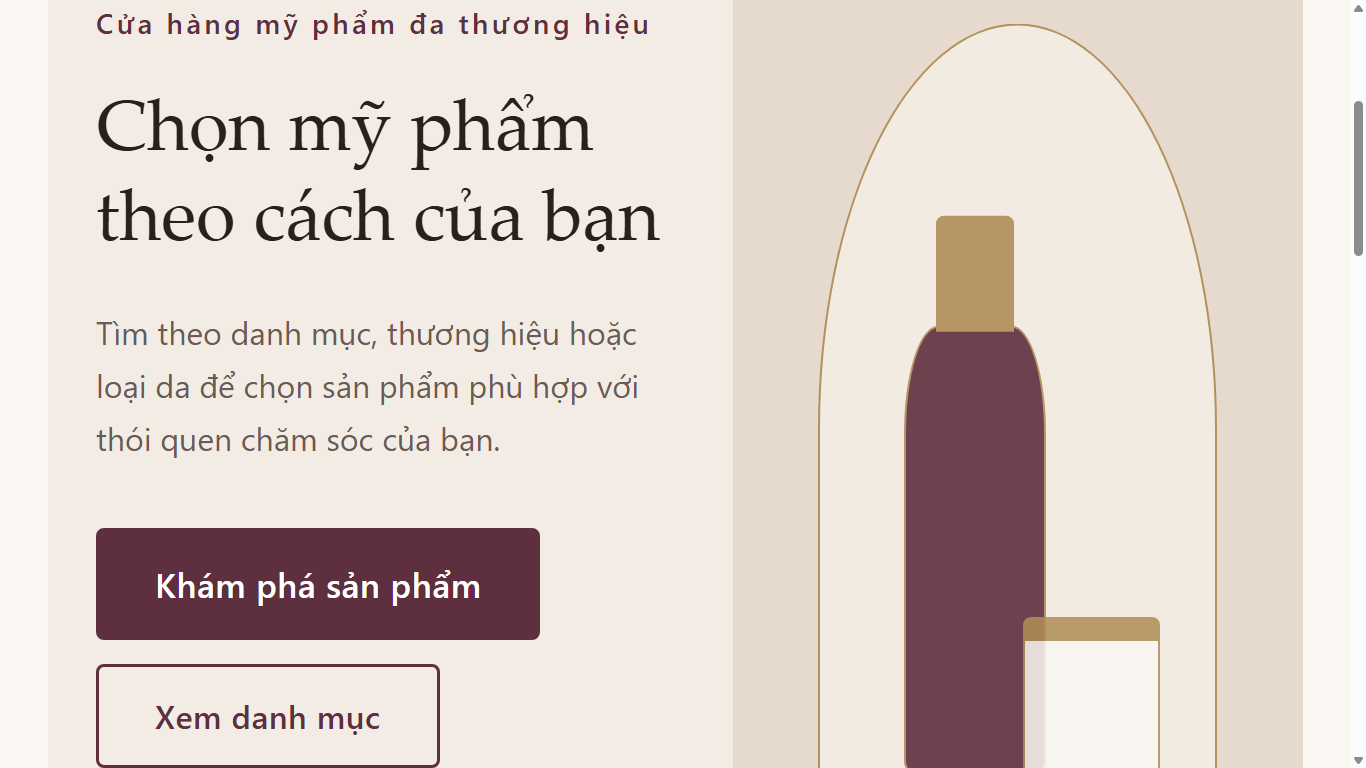 Cửa hàng mỹ phẩm đa thương hiệu
Chọn mỹ phẩm
theo cách của bạn
Tìm theo danh mục, thương hiệu hoặc
loại da để chọn sản phẩm phù hợp với
thói quen chăm sóc của bạn.
Khám phá sản phẩm
Xem danh mục